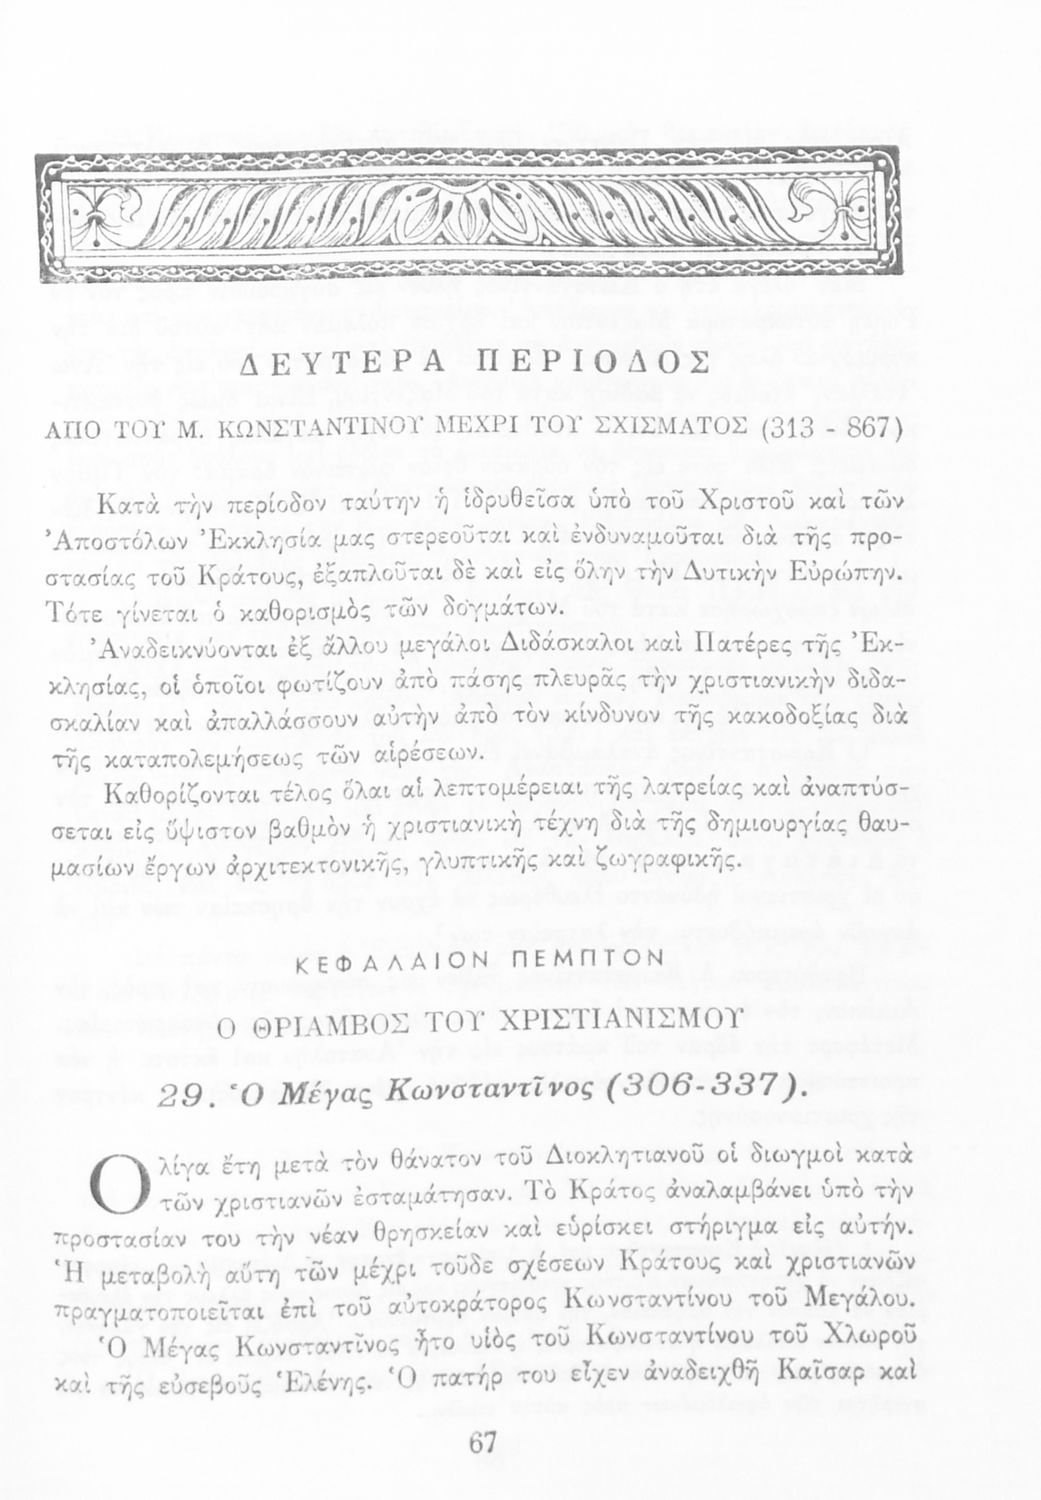 ΔΕΥΤΕΡΑ ΠΕΡΙΟΔΟΣ
ΑΠΟ ΤΟΥ Μ. ΚΩΝΣΤΑΝΤΙΝΟΥ ΜΕΧΡΙ ΤΟΥ ΣΧΙΣΜΑΤΟΣ (313 - 867)
Κατὰ τὴν περίοδον ταύτην ἡ ἱδρυθεῖσα ὑπὸ τοῦ Χριστοῦ καὶ τῶν
Ἀποστόλων Ἐκκλησία μας στερεοῦται καὶ ἐνδυναμοῦται διὰ τῆς προ-
στασίας τοῦ Κράτους, ἐξαπλοῦται δὲ καὶ εἰς ὅλην τὴν Δυτικὴν Εὐρώπην.
Τότε γίνεται ὁ καθορισμὸς τῶν δογμάτων.
Ἀναδεικνύονται ἐξ ἄλλου μεγάλοι Διδάσκαλοι καὶ Πατέρες τῆς Ἐκ-
κλησίας, οἱ ὁποῖοι φωτίζουν ἀπὸ πάσης πλευρᾶς τὴν χριστιανικὴν διδα-
σκαλίαν καὶ ἀπαλλάσσουν αὐτὴν ἀπὸ τὸν κίνδυνον τῆς κακοδοξίας διὰ
τῆς καταπολεμήσεως τῶν αἱρέσεων.
Καθορίζονται τέλος ὅλαι αἱ λεπτομέρειαι τῆς λατρείας καὶ ἀναπτύσ-
σεται εἰς ὕψιστον βαθμὸν ἡ χριστιανικὴ τέχνη διὰ τῆς δημιουργίας θαυ-
μασίων ἔργων ἀρχιτεκτονικῆς, γλυπτικῆς καὶ ζωγραφικῆς.
ΚΕΦΑΛΑΙΟΝ ΠΕΜΠΤΟΝ
Ο ΘΡΙΑΜΒΟΣ ΤΟΥ ΧΡΙΣΤΙΑΝΙΣΜΟΥ
29. Ὁ Μέγας Κωνσταντῖνος (306-337).
Ὀλίγα ἔτη μετὰ τὸν θάνατον τοῦ Διοκλητιανοῦ οἱ διωγμοὶ κατὰ
τῶν χριστιανῶν ἐσταμάτησαν. Τὸ Κράτος ἀναλαμβάνει ὑπὸ τὴν
προστασίαν του τὴν νέαν θρησκείαν καὶ εὑρίσκει στήριγμα εἰς αὐτήν.
Ἡ μεταβολὴ αὕτη τῶν μέχρι τοῦδε σχέσεων Κράτους καὶ χριστιανῶν
πραγματοποιεῖται ἐπὶ τοῦ αὐτοκράτορος Κωνσταντίνου τοῦ Μεγάλου.
Ὁ Μέγας Κωνσταντῖνος ἦτο υἱὸς τοῦ Κωνσταντίνου τοῦ Χλωροῦ
καὶ τῆς εὐσεβοῦς Ἑλένης. Ὁ πατήρ του εἶχεν ἀναδειχθῆ Καῖσαρ καὶ
67